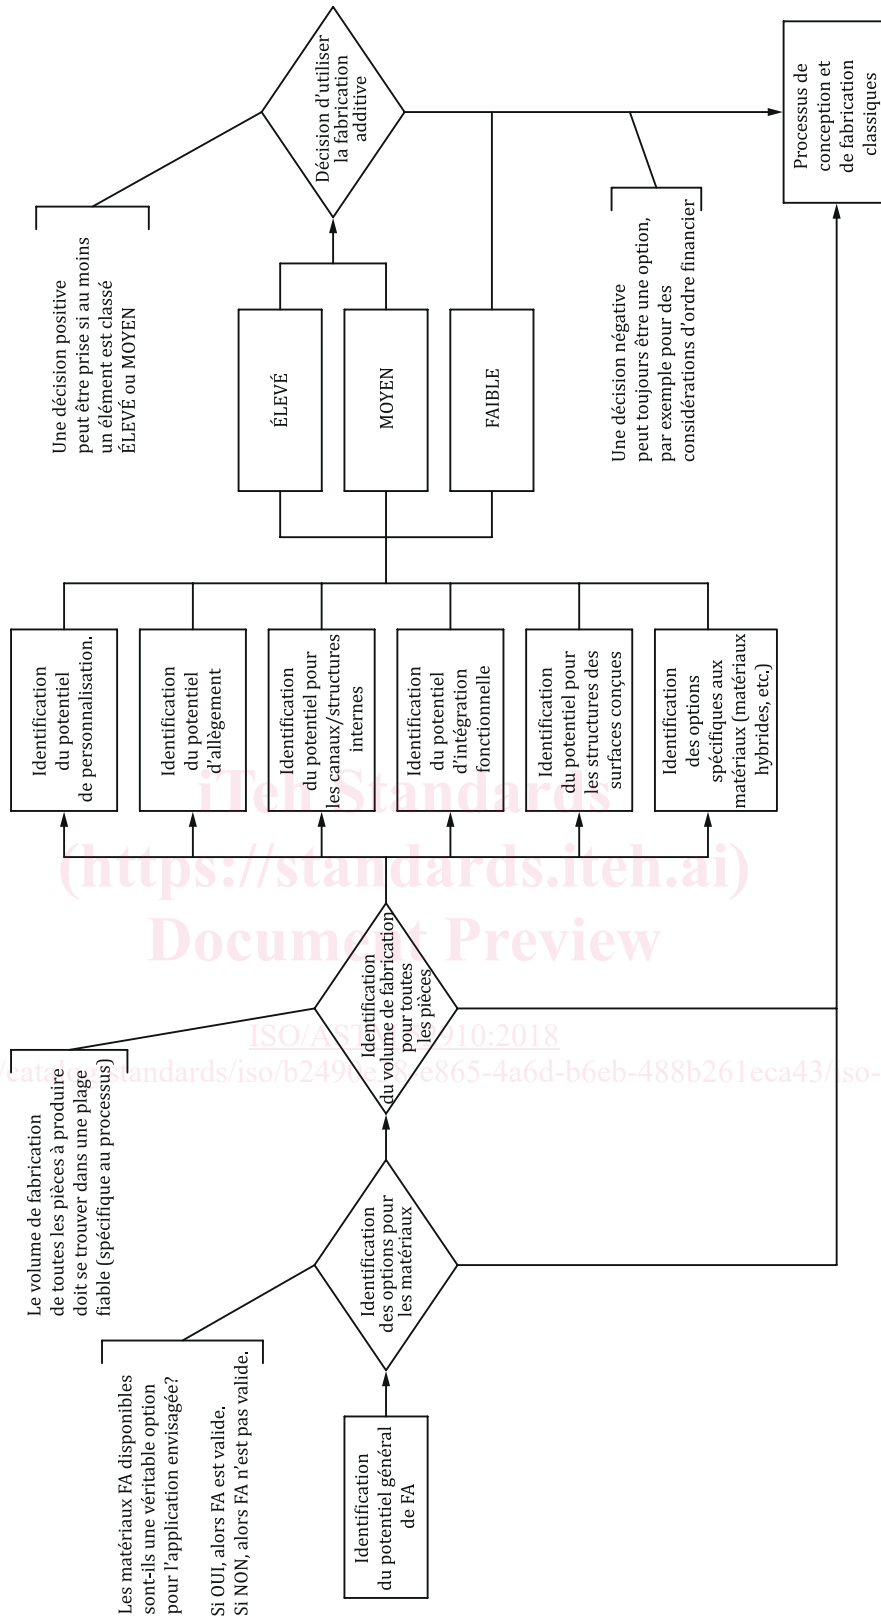 Les matériaux FA disponibles
sont-ils une véritable option
pour l'application envisagée?
Si OUI, alors FA est valide.
Si NON, alors FA n'est pas valide.
Identification
du potentiel général
de FA
Le volume de fabrication
de toutes les pièces à produire
doit se trouver dans une plage
fiable (spécifique au processus)
Identification
des options pour
les matériaux
Identification
du volume de fabrication
pour toutes
les pièces
Identification
du potentiel
de personnalisation.
Identification
du potentiel
d'allègement
Identification
du potentiel pour
les canaux/structures
internes
Identification
du potentiel
d'intégration
fonctionnelle
Identification
du potentiel pour
les structures des
surfaces conçues
Identification
des options
spécifiques aux
matériaux (matériaux
hybrides, etc.)
ÉLEVÉ
MOYEN
FAIBLE
Une décision positive
peut être prise si au moins
un élément est classé
ÉLEVÉ ou MOYEN
Décision d'utiliser
la fabrication
additive
Une décision négative
peut toujours être une option,
par exemple pour des
considérations d'ordre financier
Processus de
conception et
de fabrication
classiques
iTeh Standards
(https://standards.iteh.ai)
Document Preview
ISO/ASTM 52910:2018